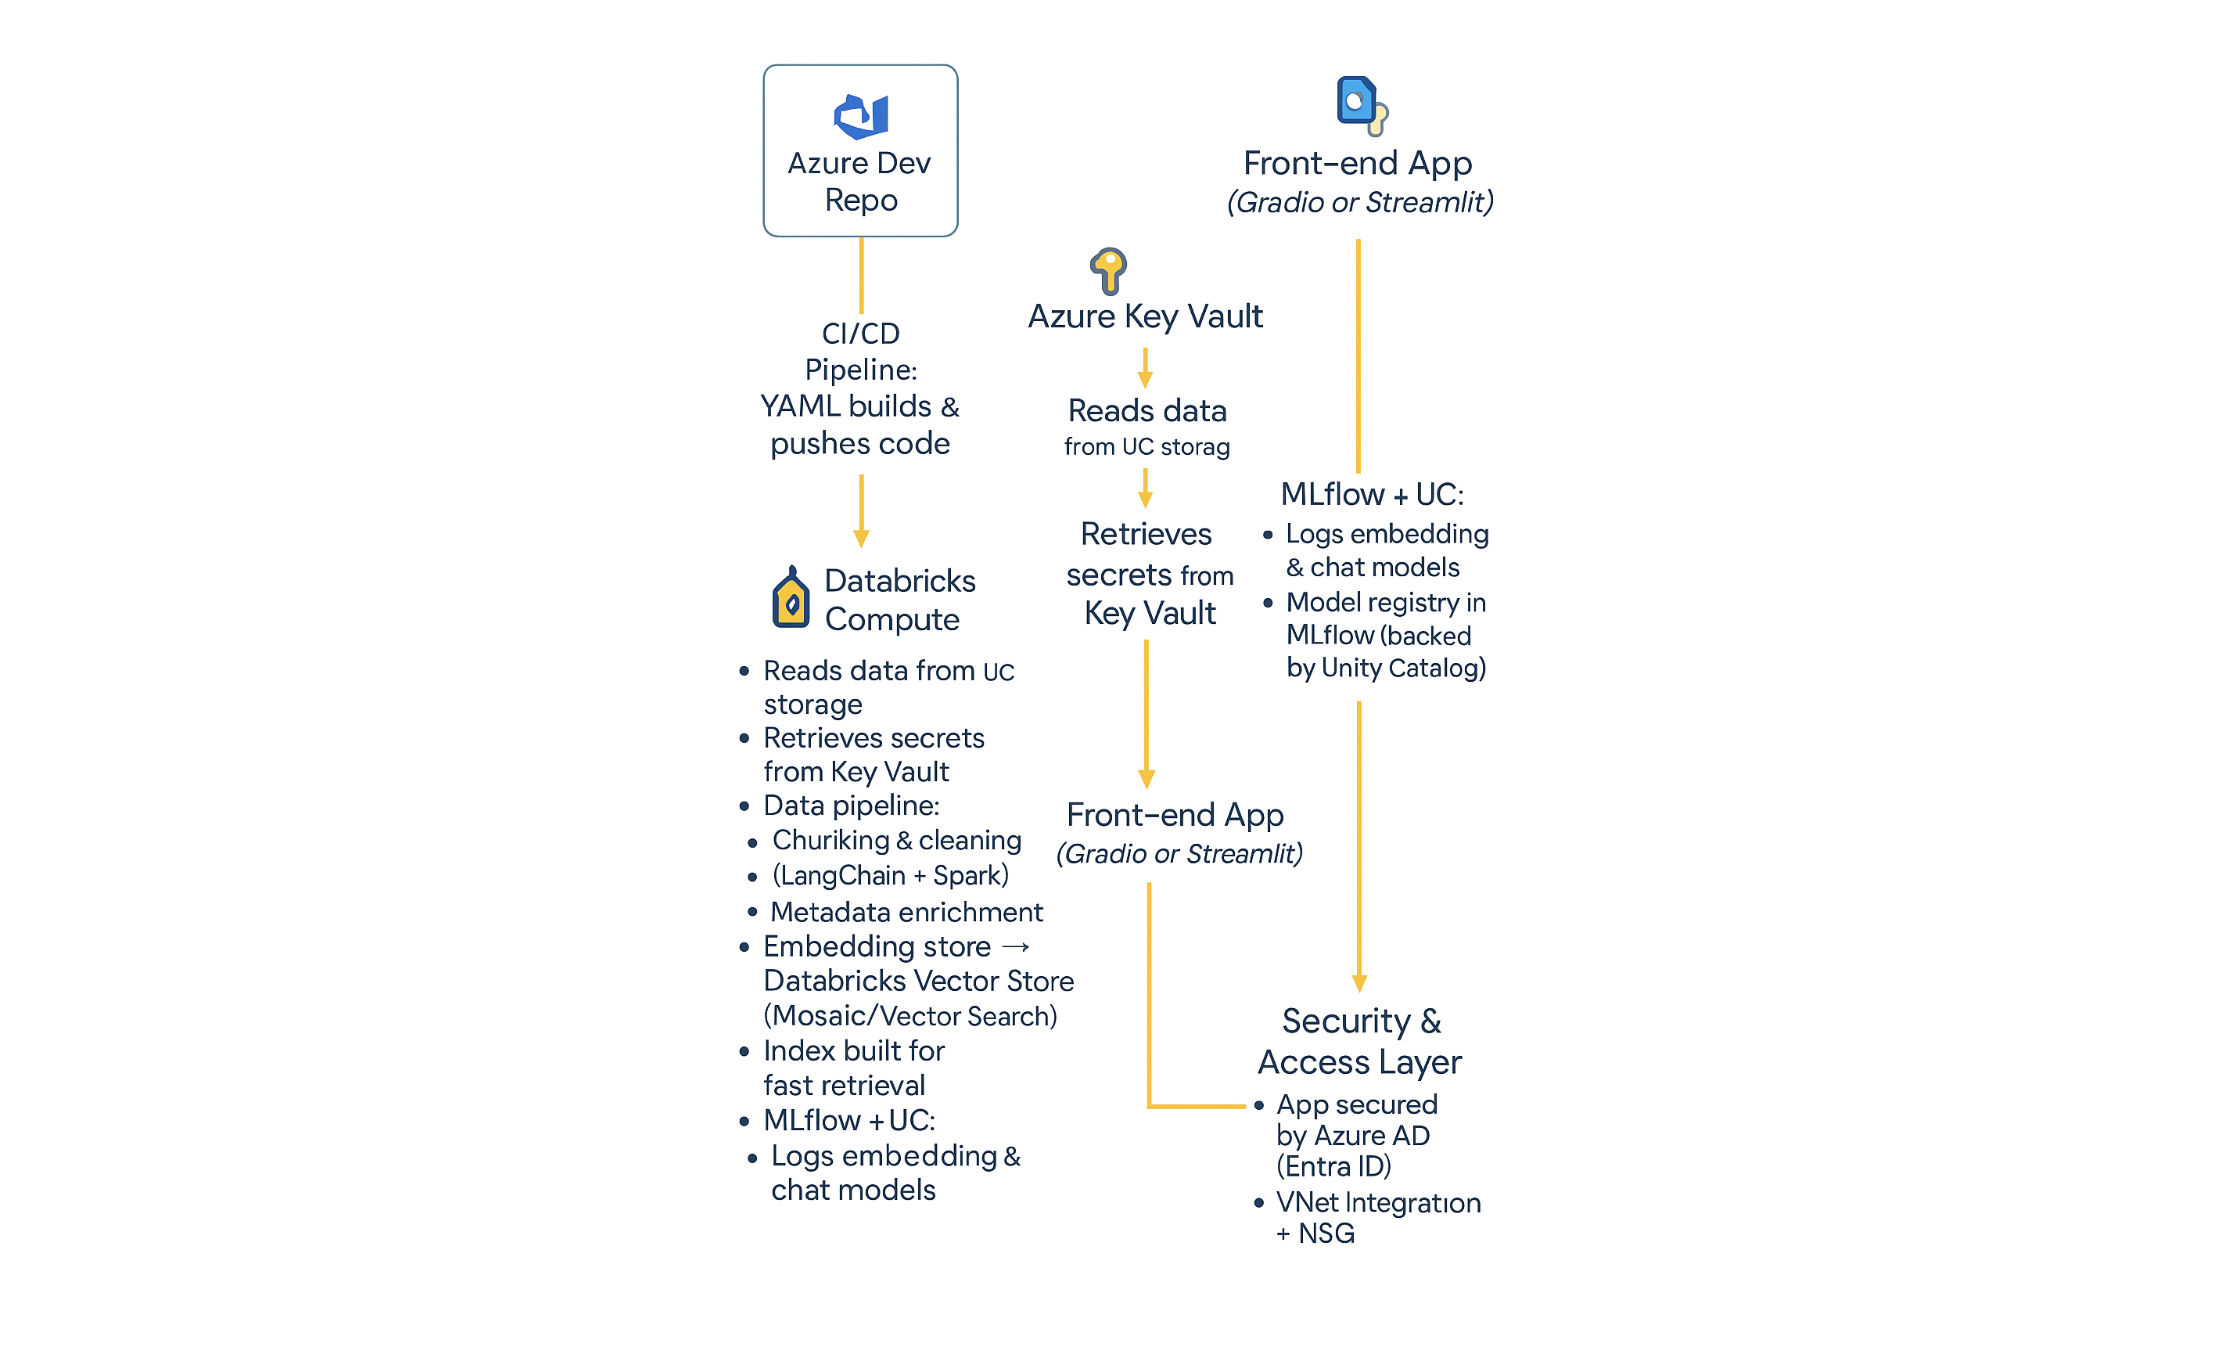 Azure Dev
Repo
CI/CD
Pipeline:
YAML builds &
pushes code
Databricks
Compute
• Reads data from UC
storage
• Retrieves secrets
from Key Vault
• Data pipeline:
• Churiking & cleaning
• (LangChain + Spark)
• Metadata enrichment
• Embedding store →
Databricks Vector Store
(Mosaic/Vector Search)
• Index built for
fast retrieval
• MLflow + UC:
• Logs embedding &
chat models
Azure Key Vault
Reads data
from UC storag
Retrieves
secrets from
Key Vault
Front-end App
(Gradio or Streamlit)
Front-end App
(Gradio or Streamlit)
MLflow + UC:
• Logs embedding
& chat models
• Model registry in
MLflow (backed
by Unity Catalog)
Security &
Access Layer
• App secured
by Azure AD
(Entra ID)
• VNet Integration
+ NSG